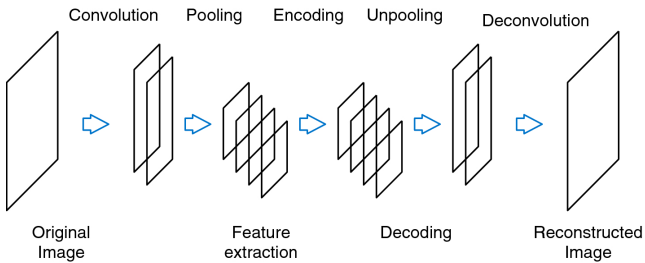 Convolution
Pooling
Encoding
Unpooling
Deconvolution
Original
Image
Feature
extraction
Decoding
Reconstructed
Image